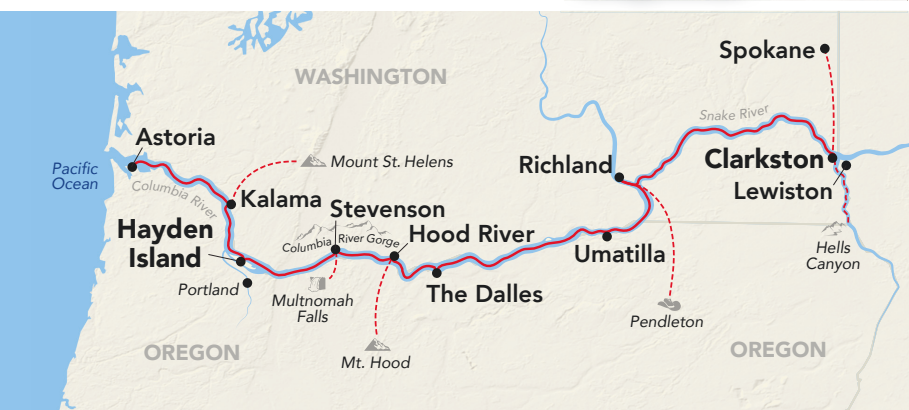 Spokane
WASHINGTON
Snake River
Astoria
Mount St. Helens
Richland
Clarkston
Pacific
Ocean
Columbia River
Lewiston
Kalama
Stevenson
Hayden
Island
Columbia River Gorge
Hood River
Umatilla
Hells
Canyon
Portland
Multnomah
Falls
The Dalles
Pendleton
OREGON
Mt. Hood
OREGON